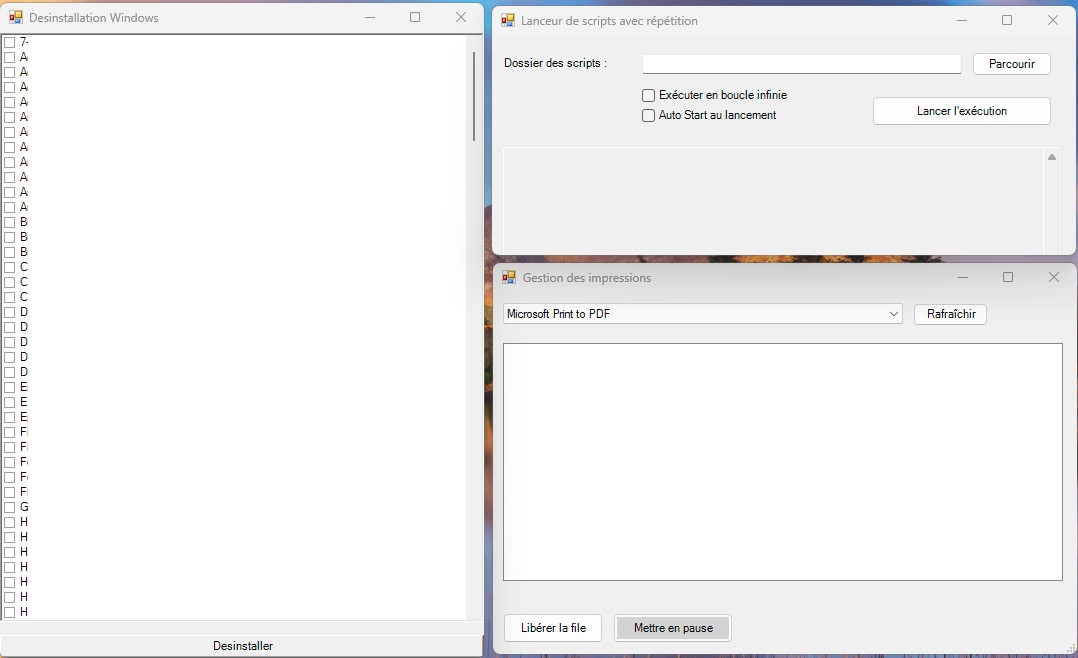 Desinstallation Windows
7-
A
A
A
A
A
A
A
A
A
A
A
B
B
B
C
C
C
D
D
D
D
D
E
E
E
F
F
F
F
F
G
H
H
H
H
H
H
H
Desinstaller
Lanceur de scripts avec répétition
Dossier des scripts :
Parcourir
Exécuter en boucle infinie
Auto Start au lancement
Lancer l'exécution
Gestion des impressions
Microsoft Print to PDF
Rafraîchir
Libérer la file
Mettre en pause